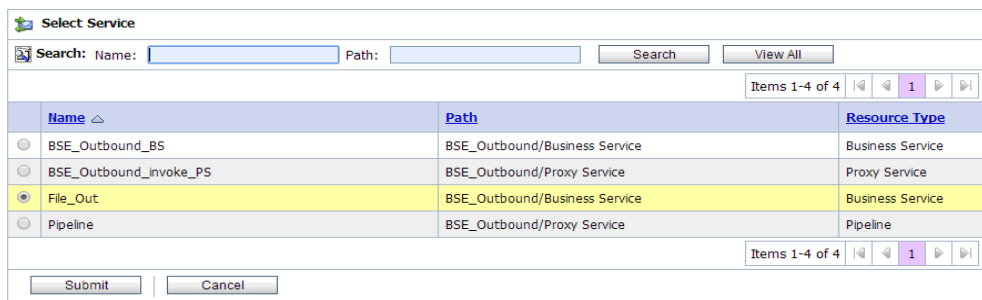 Select Service
Search: Name: Path: Search View All
Items 1-4 of 4 1
Name Path Resource Type
BSE_Outbound_BS BSE_Outbound/Business Service Business Service
BSE_Outbound_invoke_PS BSE_Outbound/Proxy Service Proxy Service
File_Out BSE_Outbound/Business Service Business Service
Pipeline BSE_Outbound/Proxy Service Pipeline
Items 1-4 of 4 1
Submit Cancel